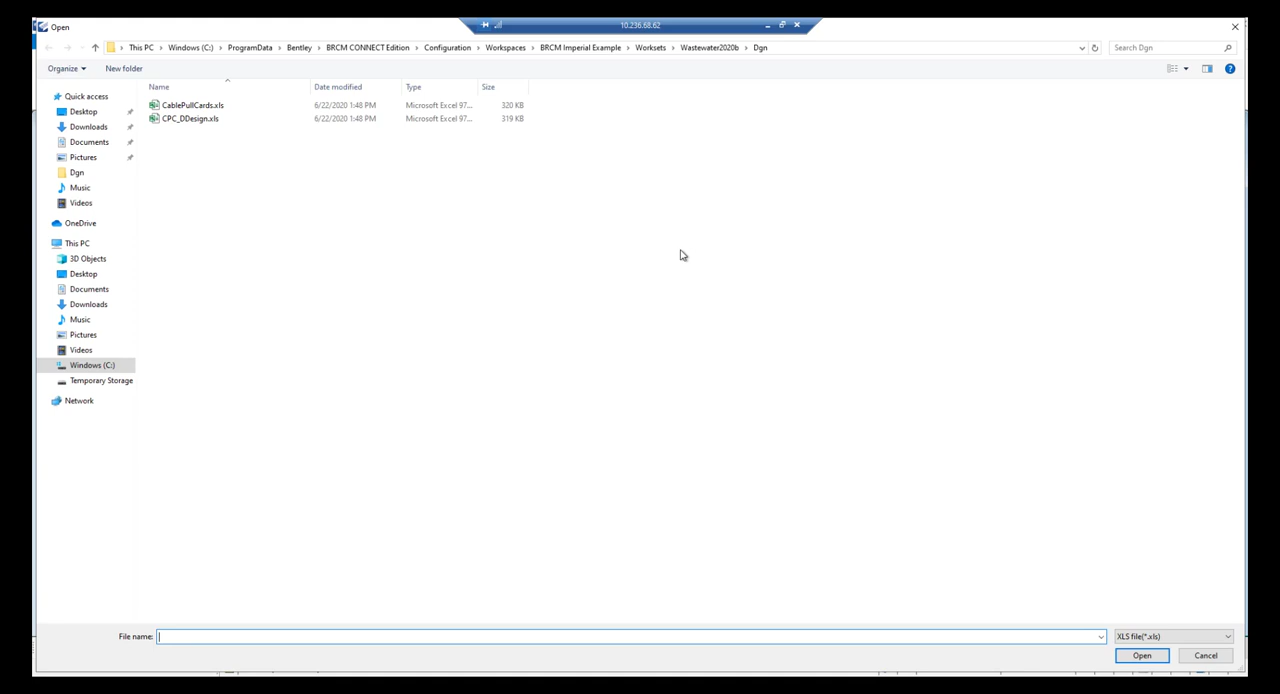 Open
10.236.68.62
This PC > Windows (C:) > ProgramData > Bentley > BRCM CONNECT Edition > Configuration > Workspaces > BRCM Imperial Example > Worksets > Wastewater2020b > Dgn
Search Dgn
Organize
New folder
Name Date modified Type Size
CablePullCards.xls 6/22/2020 1:48 PM Microsoft Excel 97... 320 KB
CPC_DDesign.xls 6/22/2020 1:48 PM Microsoft Excel 97... 319 KB
Quick access
Desktop
Downloads
Documents
Pictures
Dgn
Music
Videos
OneDrive
This PC
3D Objects
Desktop
Documents
Downloads
Music
Pictures
Videos
Windows (C:)
Temporary Storage
Network
File name:
XLS file(*.xls)
Open
Cancel